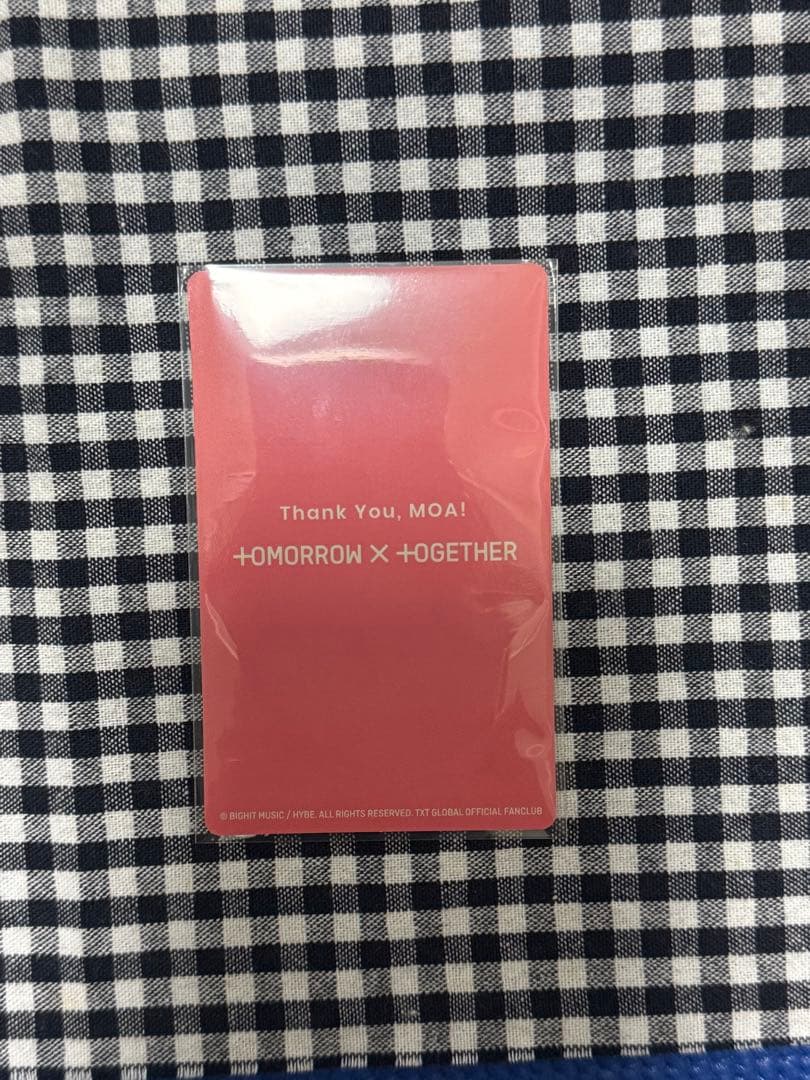 Thank You, MOA!
TOMORROW X TOGETHER
© BIGHIT MUSIC / HYBE. ALL RIGHTS RESERVED. TXT GLOBAL OFFICIAL FANCLUB